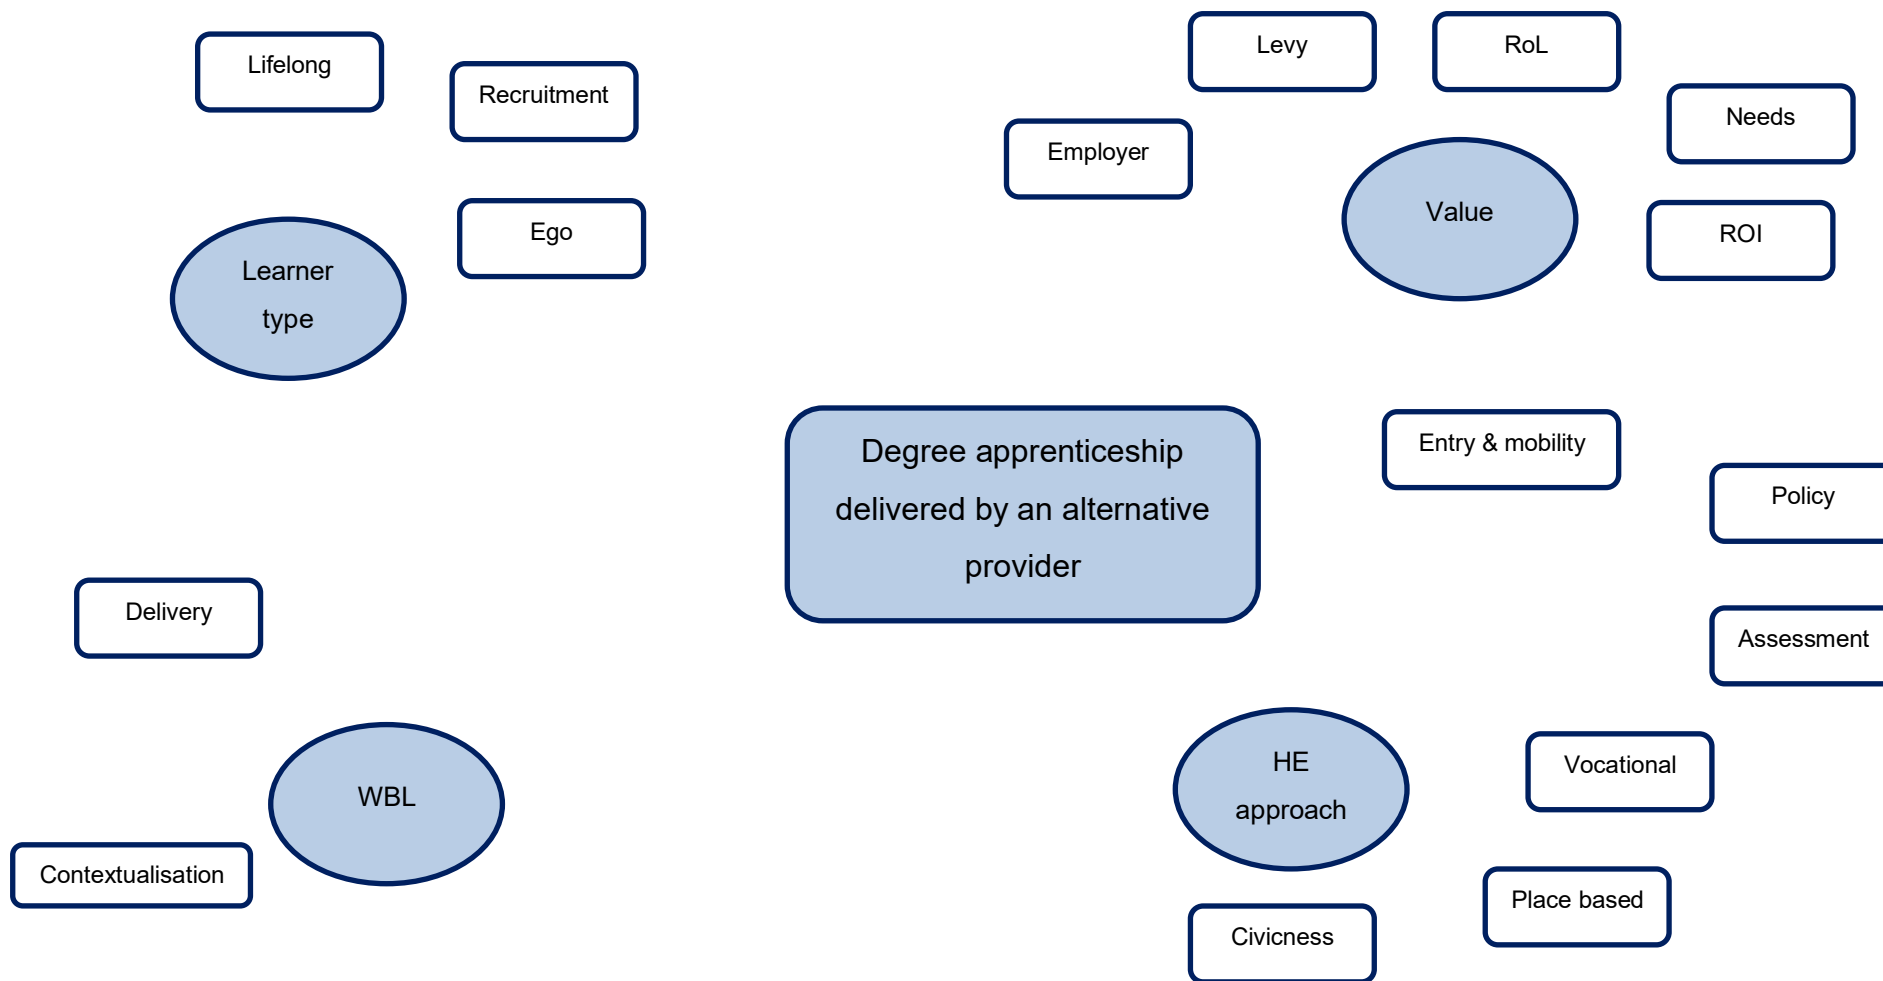 Levy
RoL
Lifelong
Recruitment
Needs
Employer
Value
Ego
ROI
Learner
type
Degree apprenticeship
delivered by an alternative
provider
Entry & mobility
Policy
Delivery
Assessment
HE
approach
Vocational
WBL
Contextualisation
Place based
Civicness